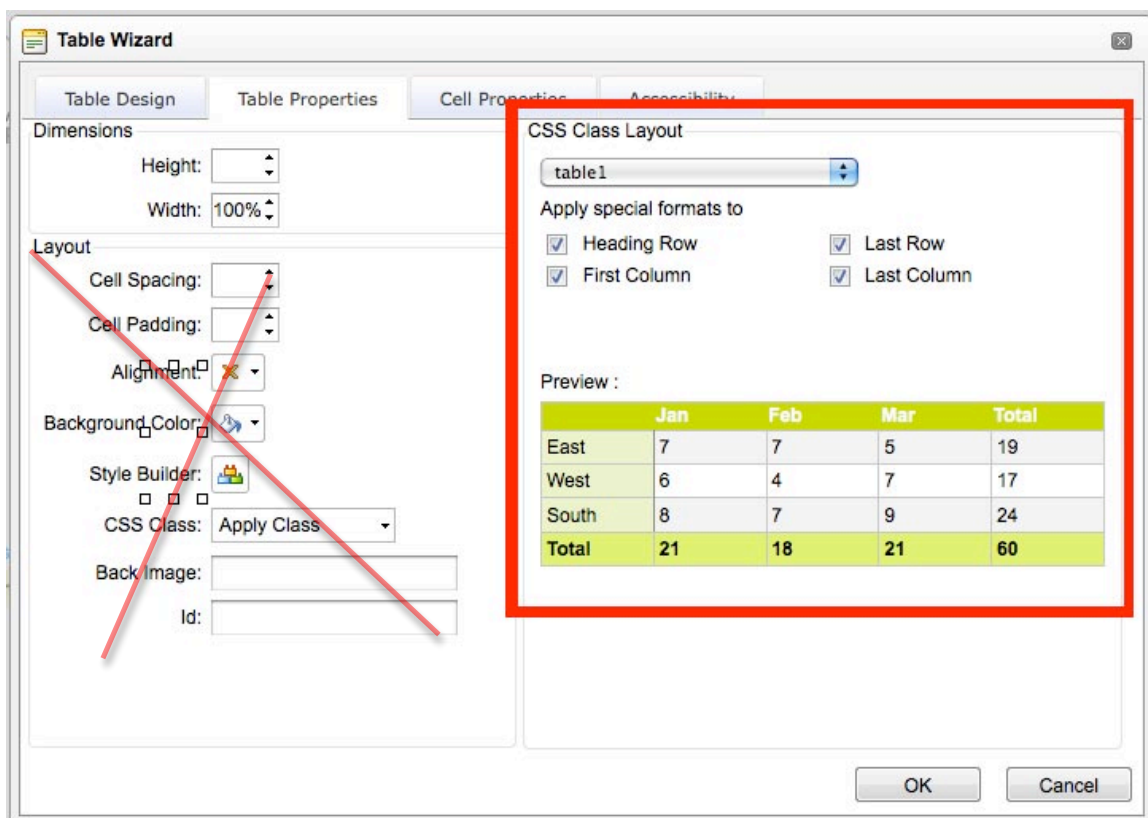 Table Wizard
Table Design Table Properties Cell Properties Accessibility
Dimensions
Height:
Width: 100%
Layout
Cell Spacing:
Cell Padding:
Alignment:
Background Color:
Style Builder:
CSS Class: Apply Class
Back Image:
Id:
CSS Class Layout
table1
Apply special formats to
Heading Row Last Row
First Column Last Column
Preview :
Jan Feb Mar Total
East 7 7 5 19
West 6 4 7 17
South 8 7 9 24
Total 21 18 21 60
OK Cancel